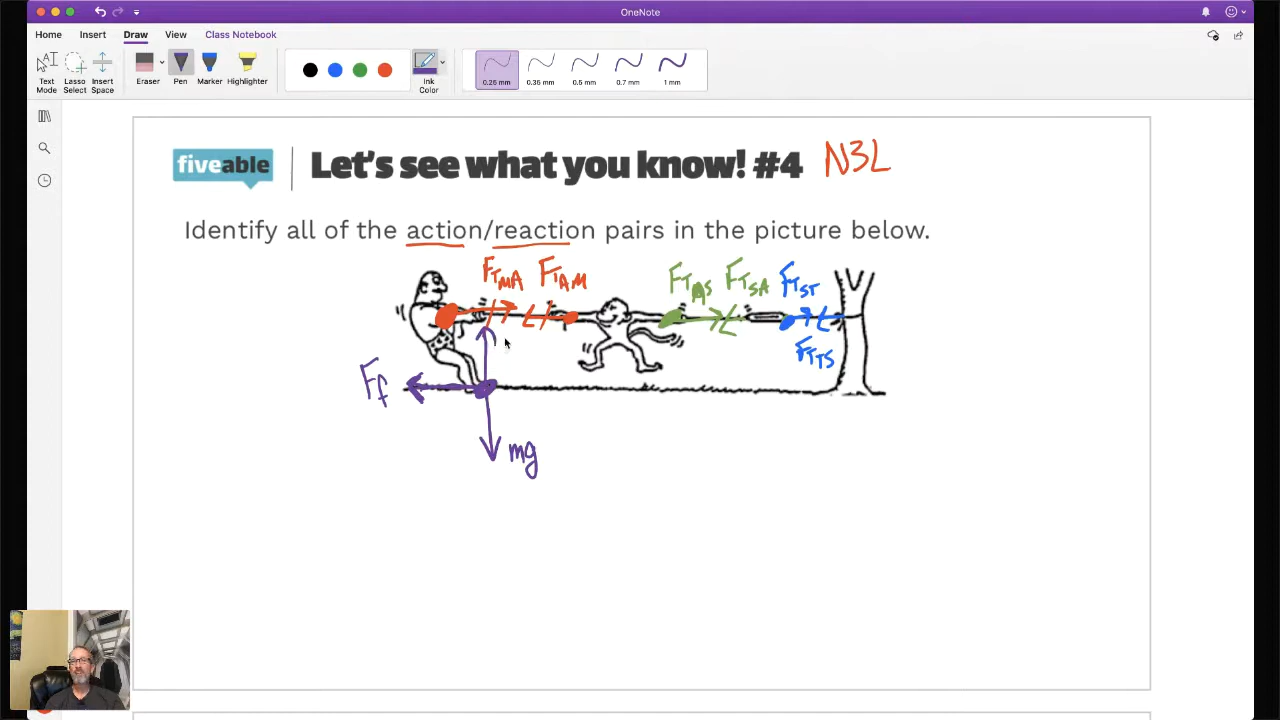 OneNote
Home Insert Draw View Class Notebook
Text Mode
Lasso Select
Insert Space
Eraser
Pen
Marker
Highlighter
Ink Color
0.25 mm
0.35 mm
0.5 mm
0.7 mm
1 mm
fiveable
Let's see what you know! #4 N3L
Identify all of the action/reaction pairs in the picture below.
FTMA FTAM FTAS FTSA FTST
FTTS
Ff
mg